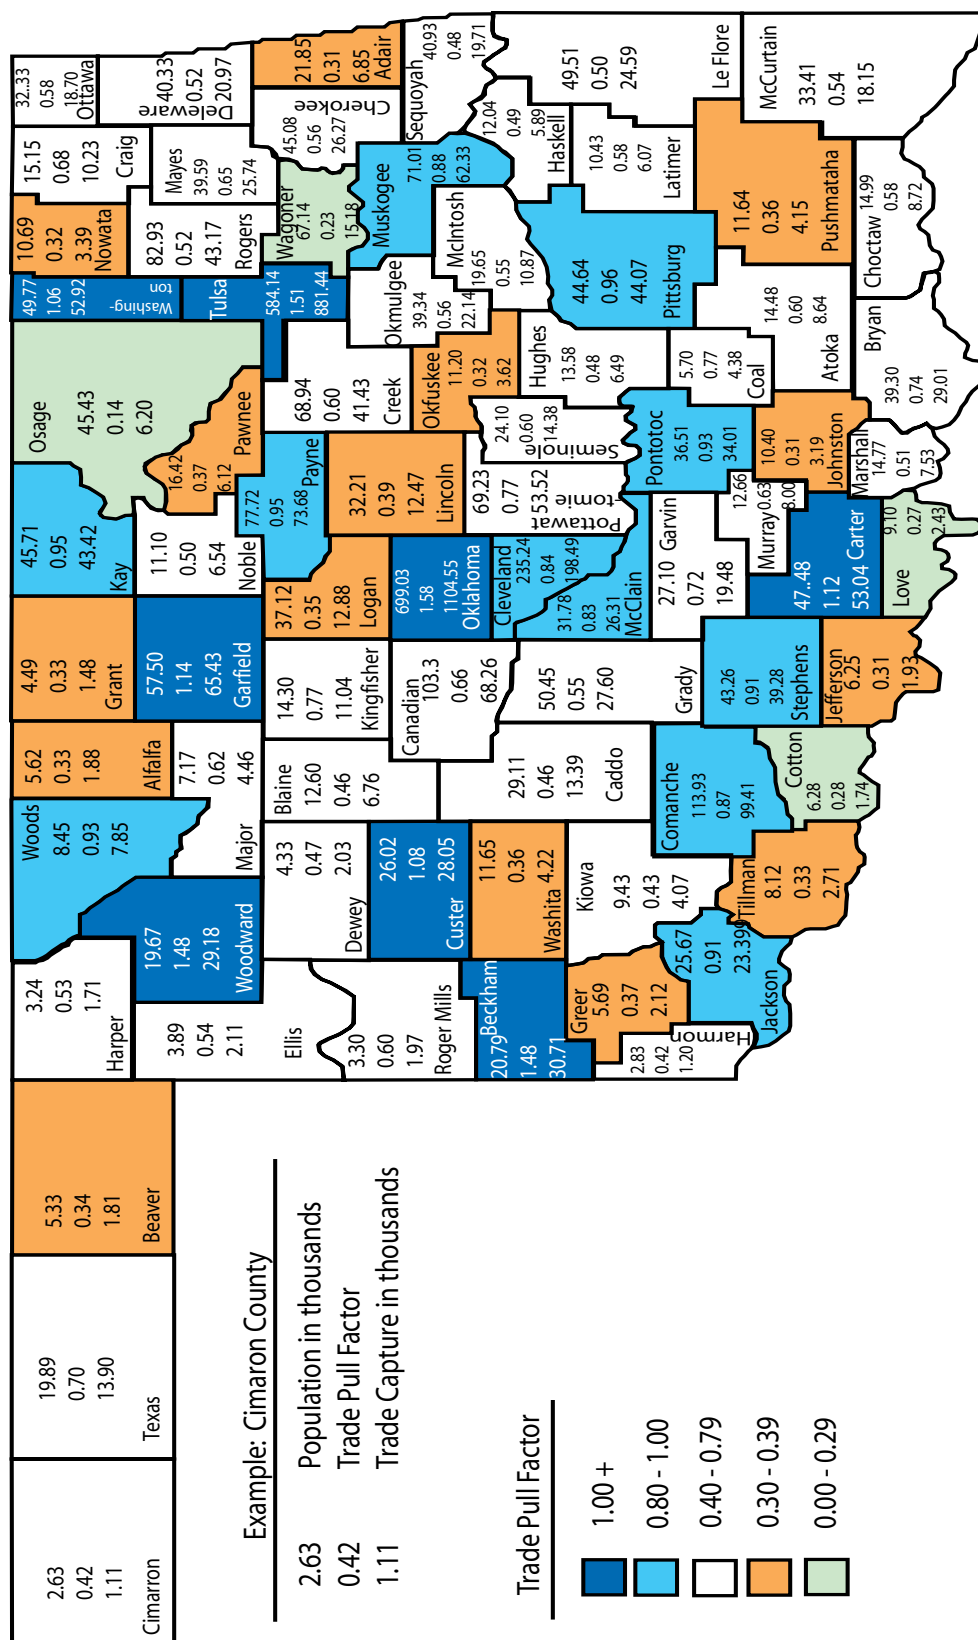 Cimarron
2.63
0.42
1.11
Texas
19.89
0.70
13.90
Beaver
5.33
0.34
1.81
Harper
3.24
0.53
1.71
Woods
8.45
0.93
7.85
Alfalfa
5.62
0.33
1.88
Grant
4.49
0.33
1.48
Kay
45.71
0.95
43.42
Osage
45.43
0.14
6.20
Washing-
ton
49.77
1.06
52.92
Nowata
10.69
0.32
3.39
Craig
15.15
0.68
10.23
Ottawa
32.33
0.58
18.70
Ellis
3.89
0.54
2.11
Woodward
19.67
1.48
29.18
Major
7.17
0.62
4.46
Garfield
57.50
1.14
65.43
Noble
11.10
0.50
6.54
Pawnee
16.42
0.37
6.12
Tulsa
584.14
1.51
881.44
Rogers
82.93
0.52
43.17
Mayes
39.59
0.65
25.74
Deleware
40.33
0.52
20.97
Roger Mills
3.30
0.60
1.97
Dewey
4.33
0.47
2.03
Blaine
12.60
0.46
6.76
Kingfisher
14.30
0.77
11.04
Logan
37.12
0.35
12.88
Payne
77.72
0.95
73.68
Creek
68.94
0.60
41.43
Wagoner
67.14
0.23
15.18
Cherokee
45.08
0.56
26.27
Adair
21.85
0.31
6.85
Beckham
20.79
1.48
30.71
Custer
26.02
1.08
28.05
Canadian
103.3
0.66
68.26
Oklahoma
699.03
1.58
1104.55
Lincoln
32.21
0.39
12.47
Okfuskee
11.20
0.32
3.62
Okmulgee
39.34
0.56
22.14
Muskogee
71.01
0.88
62.33
Sequoyah
40.93
0.48
19.71
Greer
5.69
0.37
2.12
Washita
11.65
0.36
4.22
Caddo
29.11
0.46
13.39
Grady
50.45
0.55
27.60
Cleveland
235.24
0.84
198.49
McClain
31.78
0.83
26.31
Pottawat
-tomie
69.23
0.77
53.52
Seminole
24.10
0.60
14.38
Hughes
13.58
0.48
6.49
McIntosh
19.65
0.55
10.87
Haskell
12.04
0.49
5.89
Harmon
2.83
0.42
1.20
Jackson
25.67
0.91
23.399
Kiowa
9.43
0.43
4.07
Comanche
113.93
0.87
99.41
Stephens
43.26
0.91
39.28
Garvin
27.10
0.72
19.48
Pontotoc
36.51
0.93
34.01
Pittsburg
44.64
0.96
44.07
Latimer
10.43
0.58
6.07
Le Flore
49.51
0.50
24.59
Tillman
8.12
0.33
2.71
Cotton
6.28
0.28
1.74
Jefferson
6.25
0.31
1.93
Carter
47.48
1.12
53.04
Murray
12.66
0.63
8.00
Johnston
10.40
0.31
3.19
Coal
5.70
0.77
4.38
Atoka
14.48
0.60
8.64
Pushmataha
11.64
0.36
4.15
McCurtain
33.41
0.54
18.15
Love
9.10
0.27
2.43
Marshall
14.77
0.51
7.53
Bryan
39.30
0.74
29.01
Choctaw
14.99
0.58
8.72
Example: Cimaron County
2.63 Population in thousands
0.42 Trade Pull Factor
1.11 Trade Capture in thousands
Trade Pull Factor
1.00 +
0.80 - 1.00
0.40 - 0.79
0.30 - 0.39
0.00 - 0.29